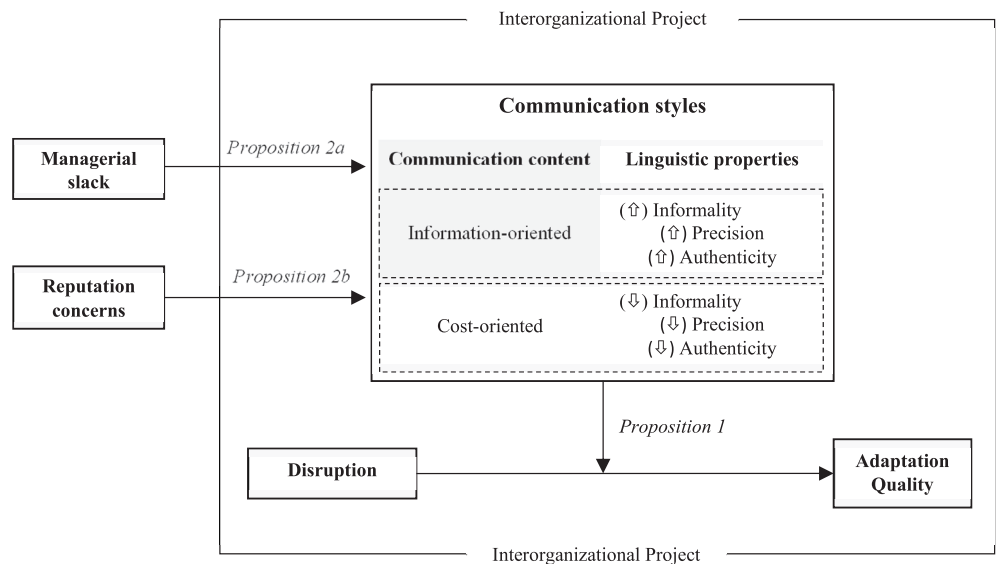 Interorganizational Project
Communication styles
Communication content
Linguistic properties
Managerial
slack
Proposition 2a
Information-oriented
(⇧) Informality
(⇧) Precision
(⇧) Authenticity
Reputation
concerns
Proposition 2b
Cost-oriented
(⇩) Informality
(⇩) Precision
(⇩) Authenticity
Proposition 1
Disruption
Adaptation
Quality
Interorganizational Project